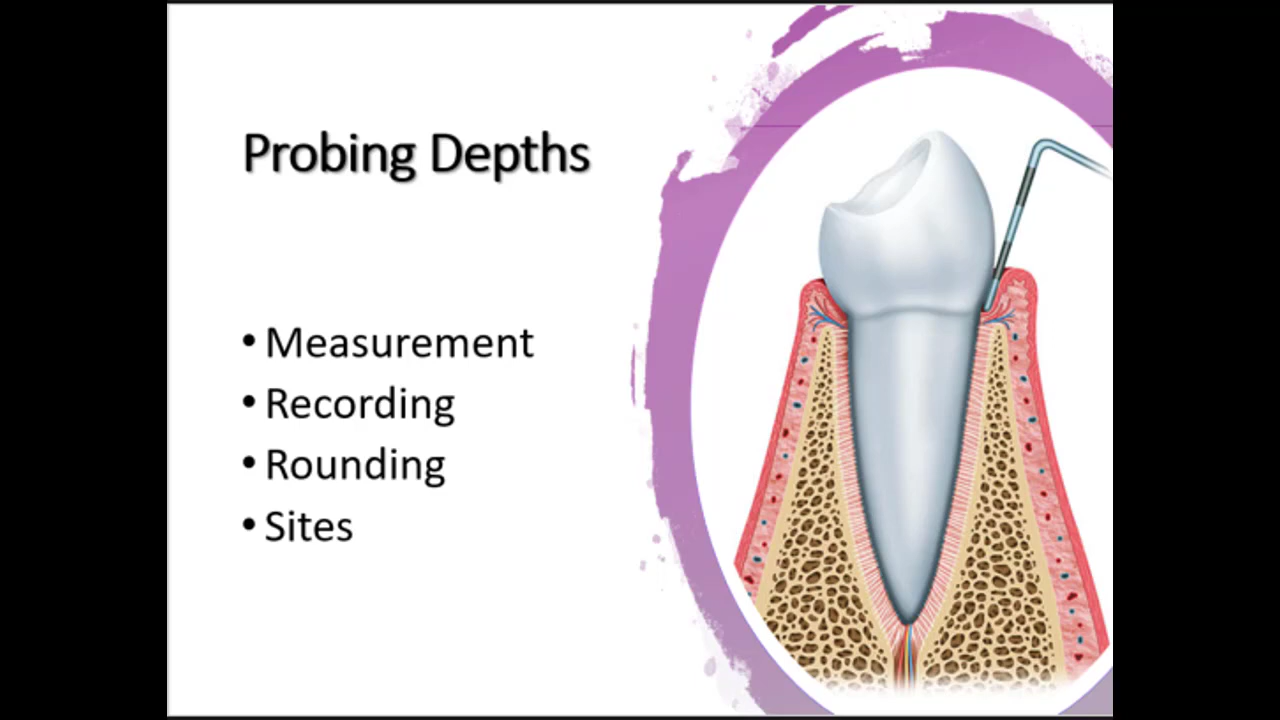 Probing Depths
• Measurement
• Recording
• Rounding
• Sites